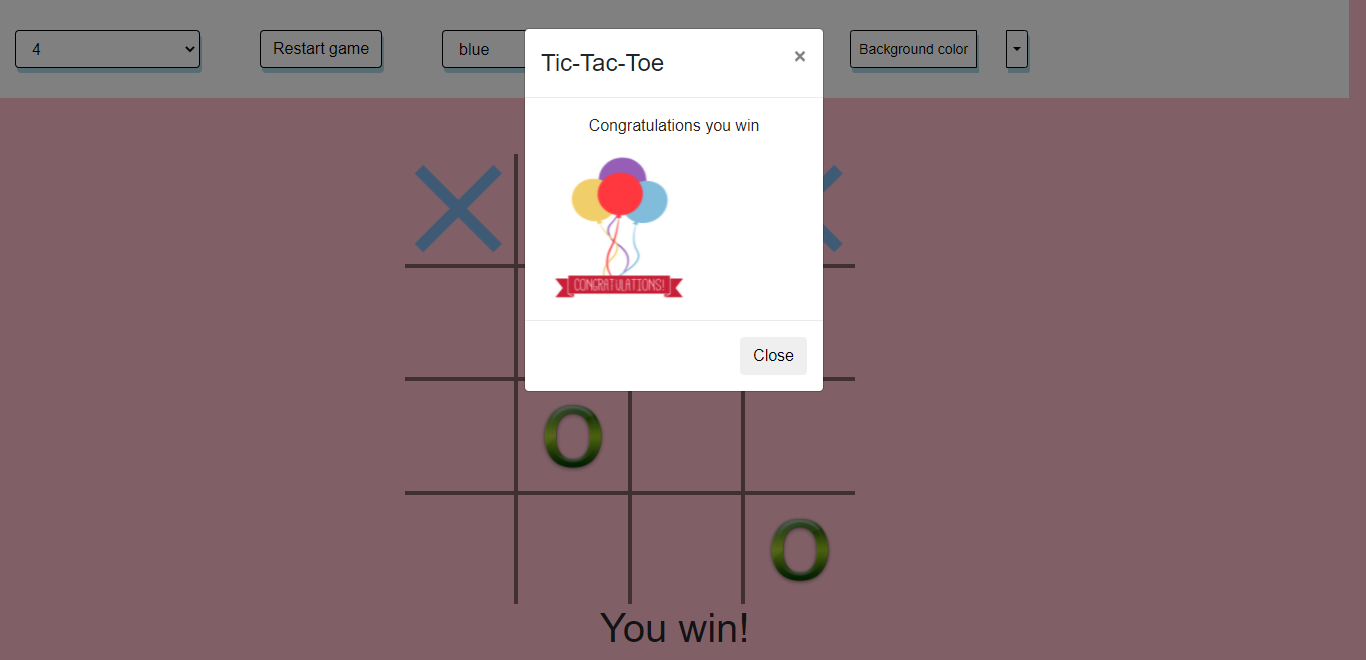 4
Restart game
blue
Background color
Tic-Tac-Toe
×
Congratulations you win
CONGRATULATIONS!
Close
X
O
O
You win!